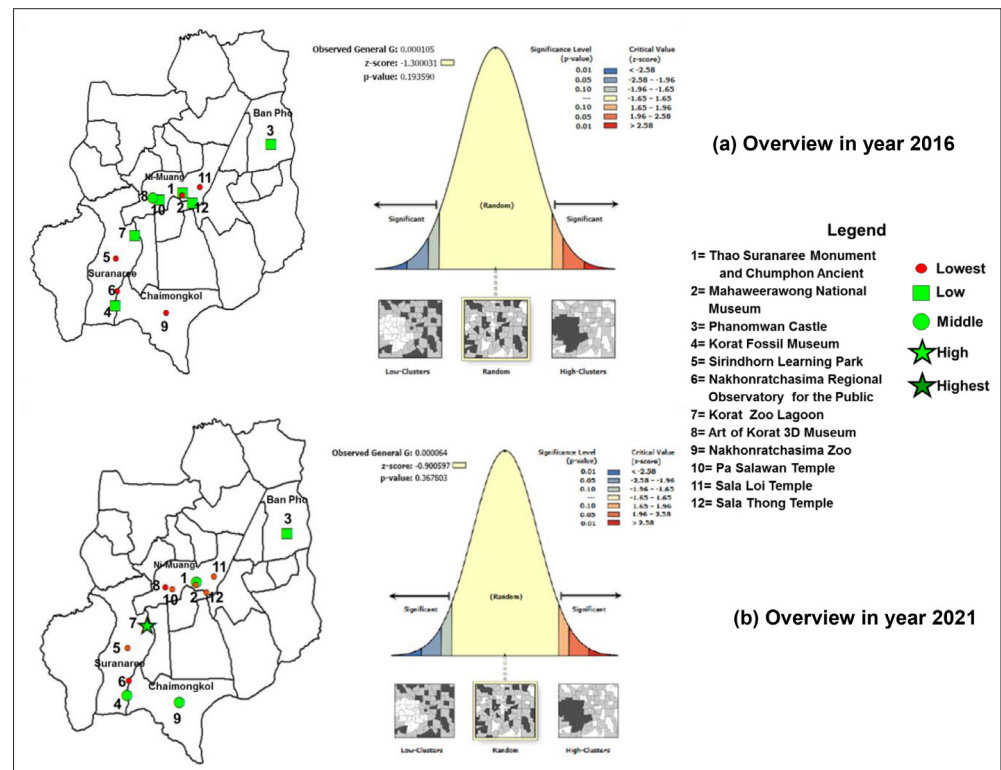 Observed General G: 0.000105
z-score: -1.300031
p-value: 0.193590
Significance Level
(p-value)
Critical Value
(z-score)
0.01 < -2.58
0.05 -2.58 - -1.96
0.10 -1.96 - -1.65
--- -1.65 - 1.65
0.10 1.65 - 1.96
0.05 1.96 - 2.58
0.01 > 2.58
Ban Pho
3
Ni-Muang
11
1
8
10
2
12
7
5
Suranaree
6
4
Chaimongkol
9
Significant
(Random)
Significant
Low-Clusters
Random
High-Clusters
(a) Overview in year 2016
Legend
1= Thao Suranaree Monument
and Chumphon Ancient
2= Mahaweerawong National
Museum
3= Phanomwan Castle
4= Korat Fossil Museum
5= Sirindhorn Learning Park
6= Nakhonratchasima Regional
Observatory for the Public
7= Korat Zoo Lagoon
8= Art of Korat 3D Museum
9= Nakhonratchasima Zoo
10= Pa Salawan Temple
11= Sala Loi Temple
12= Sala Thong Temple
Lowest
Low
Middle
High
Highest
Observed General G: 0.000064
z-score: -0.900597
p-value: 0.367803
Significance Level
(p-value)
Critical Value
(z-score)
0.01 < -2.58
0.05 -2.58 - -1.96
0.10 -1.96 - -1.65
--- -1.65 - 1.65
0.10 1.65 - 1.96
0.05 1.96 - 2.58
0.01 > 2.58
Ban Pho
3
Ni-Muang
11
1
8
10
2
12
7
5
Suranaree
6
4
Chaimongkol
9
Significant
(Random)
Significant
Low-Clusters
Random
High-Clusters
(b) Overview in year 2021